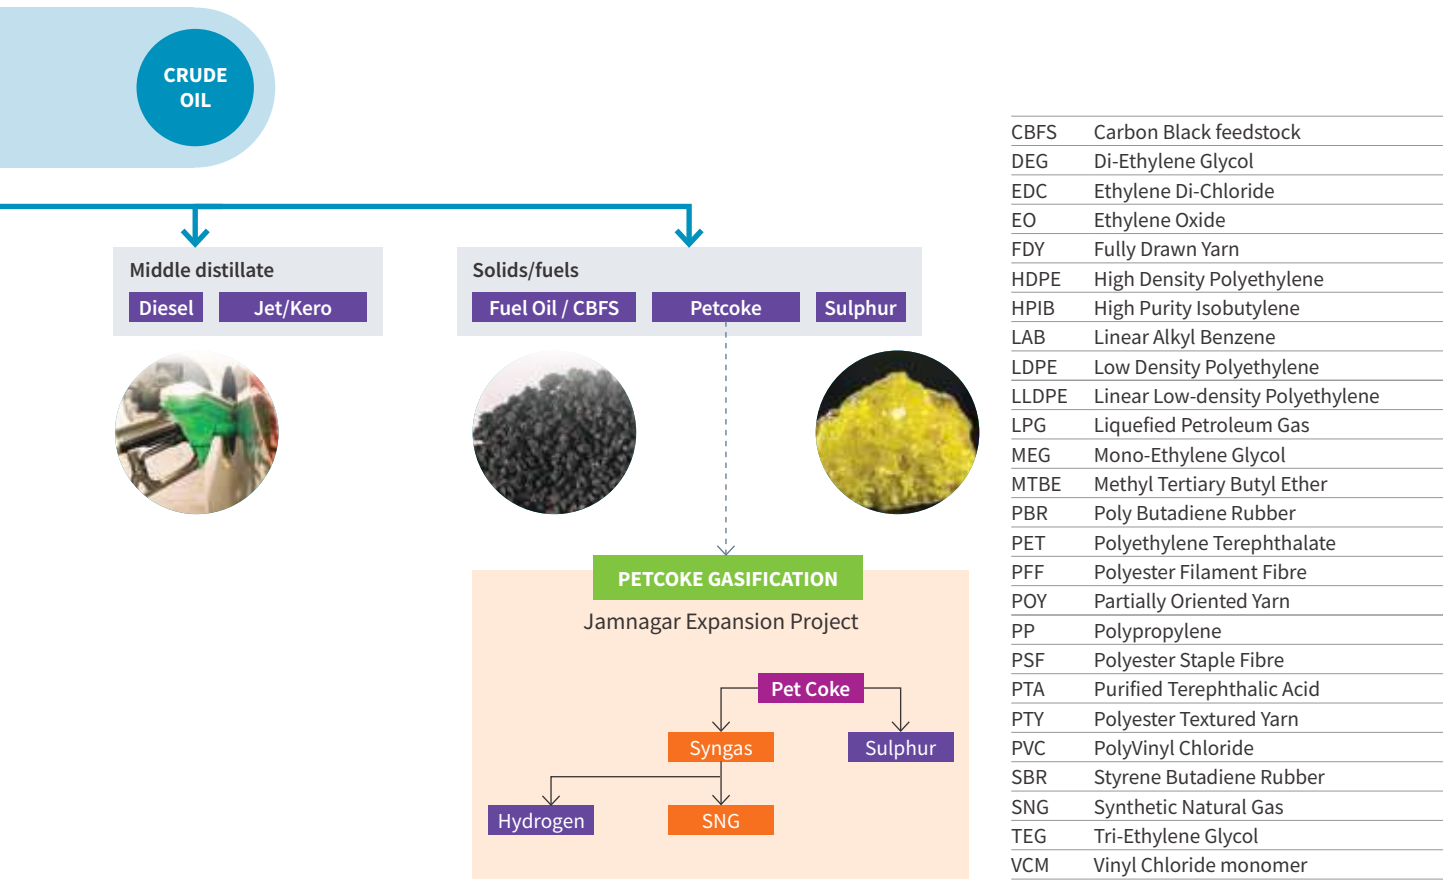 CRUDE
OIL
Middle distillate
Diesel
Jet/Kero
Solids/fuels
Fuel Oil / CBFS
Petcoke
Sulphur
PETCOKE GASIFICATION
Jamnagar Expansion Project
Pet Coke
Syngas
Sulphur
Hydrogen
SNG
CBFS Carbon Black feedstock
DEG Di-Ethylene Glycol
EDC Ethylene Di-Chloride
EO Ethylene Oxide
FDY Fully Drawn Yarn
HDPE High Density Polyethylene
HPIB High Purity Isobutylene
LAB Linear Alkyl Benzene
LDPE Low Density Polyethylene
LLDPE Linear Low-density Polyethylene
LPG Liquefied Petroleum Gas
MEG Mono-Ethylene Glycol
MTBE Methyl Tertiary Butyl Ether
PBR Poly Butadiene Rubber
PET Polyethylene Terephthalate
PFF Polyester Filament Fibre
POY Partially Oriented Yarn
PP Polypropylene
PSF Polyester Staple Fibre
PTA Purified Terephthalic Acid
PTY Polyester Textured Yarn
PVC PolyVinyl Chloride
SBR Styrene Butadiene Rubber
SNG Synthetic Natural Gas
TEG Tri-Ethylene Glycol
VCM Vinyl Chloride monomer